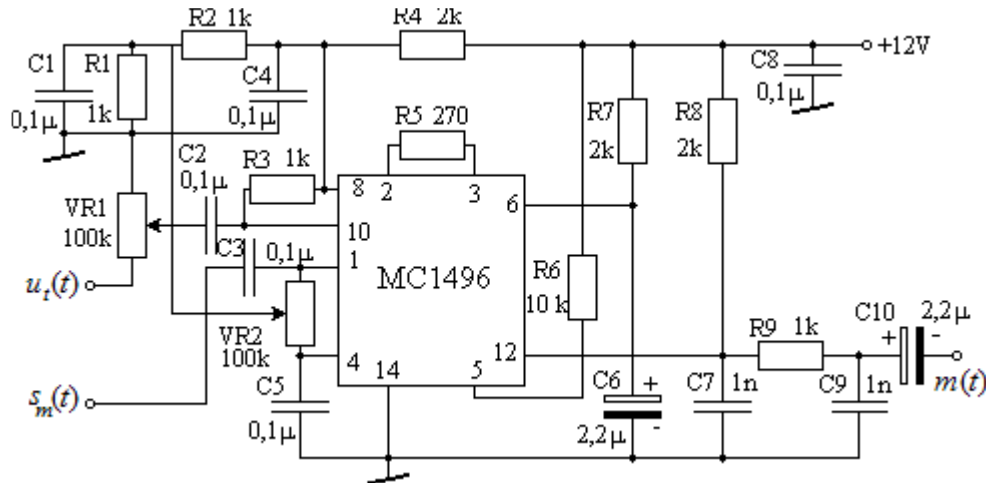 R2 1k
R4 2k
+12V
C1
0,1μ
R1
1k
C4
0,1μ
C8
0,1μ
R5 270
R7
2k
R8
2k
C2
0,1μ
R3 1k
8
2
3
6
VR1
100k
10
C3
0,1μ
1
MC1496
R6
10 k
u_t(t)
VR2
100k
4
14
5
12
R9 1k
C10
2,2μ
+
-
m(t)
s_m(t)
C5
0,1μ
C6
+
2,2μ
-
C7
1n
C9
1n